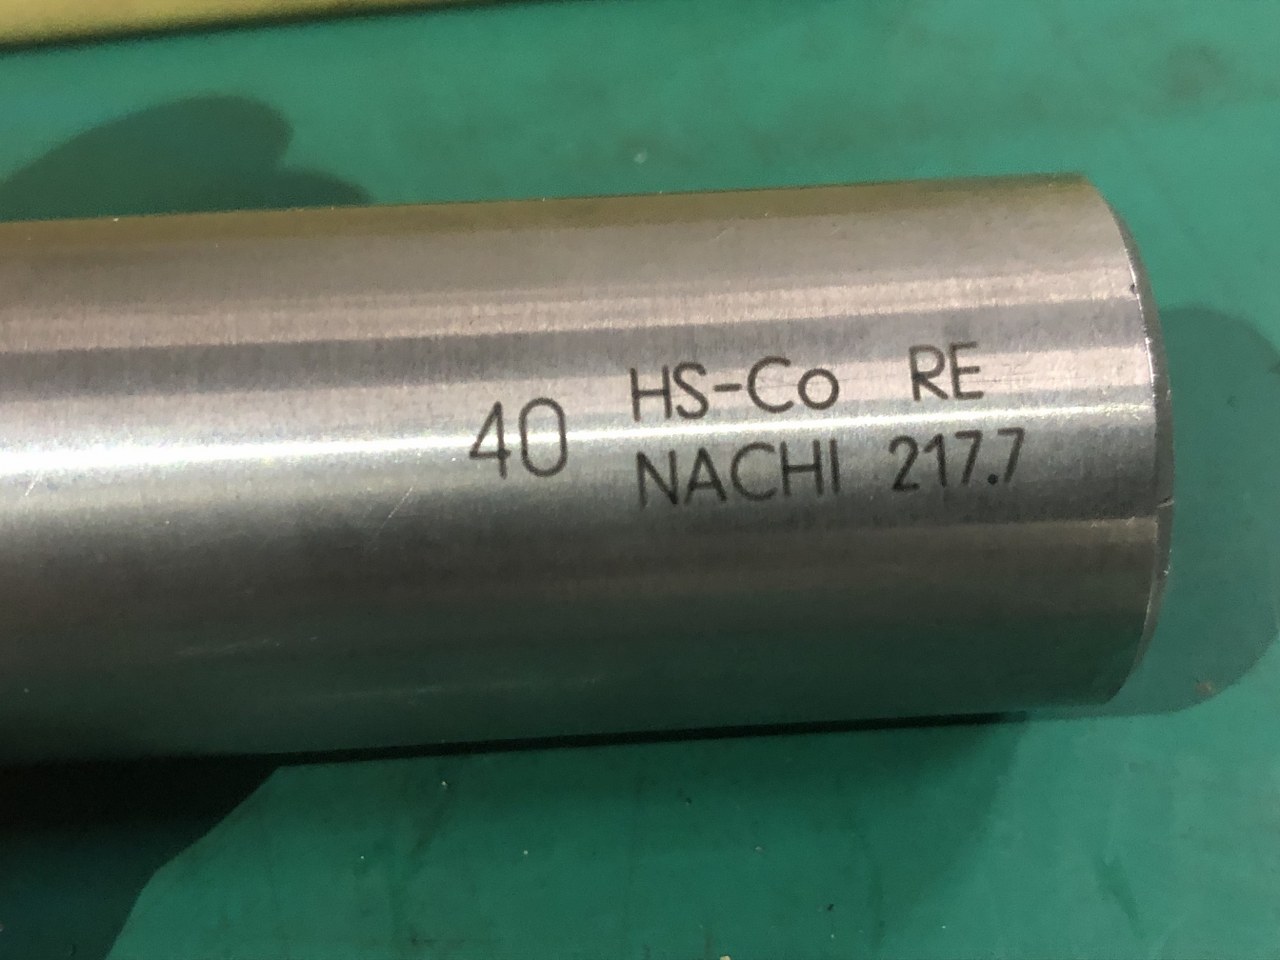 40
HS-Co RE
NACHI 217.7